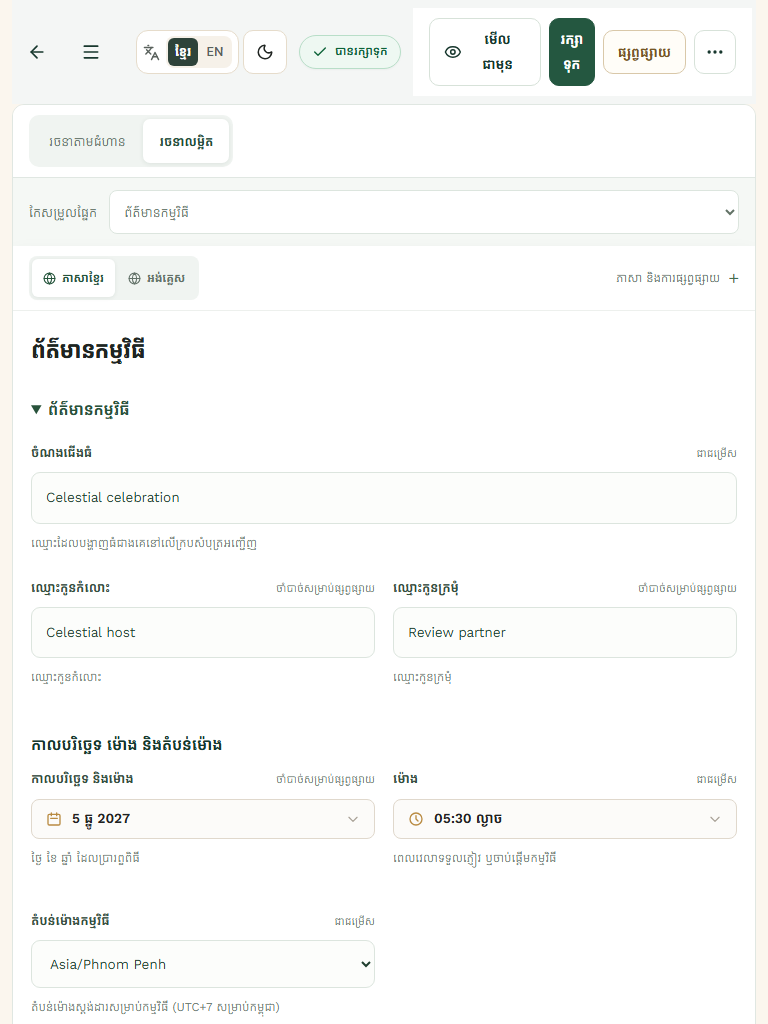 ខ្មែរ EN
បានរក្សាទុក
មើល
ជាមុន
រក្សា
ទុក
ផ្សព្វផ្សាយ
រចនាតាមជំហាន រចនាលម្អិត
កែសម្រួលផ្នែក ព័ត៌មានកម្មវិធី
ភាសាខ្មែរ អង់គ្លេស ភាសា និងការផ្សព្វផ្សាយ +
ព័ត៌មានកម្មវិធី
ព័ត៌មានកម្មវិធី
ចំណងជើងធំ ជាជម្រើស
Celestial celebration
ឈ្មោះដែលបង្ហាញធំជាងគេនៅលើក្របសំបុត្រអញ្ជើញ
ឈ្មោះកូនកំលោះ ចាំបាច់សម្រាប់ផ្សព្វផ្សាយ ឈ្មោះកូនក្រមុំ ចាំបាច់សម្រាប់ផ្សព្វផ្សាយ
Celestial host Review partner
ឈ្មោះកូនកំលោះ ឈ្មោះកូនក្រមុំ
កាលបរិច្ឆេទ ម៉ោង និងតំបន់ម៉ោង
កាលបរិច្ឆេទ និងម៉ោង ចាំបាច់សម្រាប់ផ្សព្វផ្សាយ ម៉ោង ជាជម្រើស
5 ធ្នូ 2027 05:30 ល្ងាច
ថ្ងៃ ខែ ឆ្នាំ ដែលប្រារព្ធពិធី ពេលវេលាទទួលភ្ញៀវ ឬចាប់ផ្តើមកម្មវិធី
តំបន់ម៉ោងកម្មវិធី ជាជម្រើស
Asia/Phnom Penh
តំបន់ម៉ោងស្តង់ដារសម្រាប់កម្មវិធី (UTC+7 សម្រាប់កម្ពុជា)